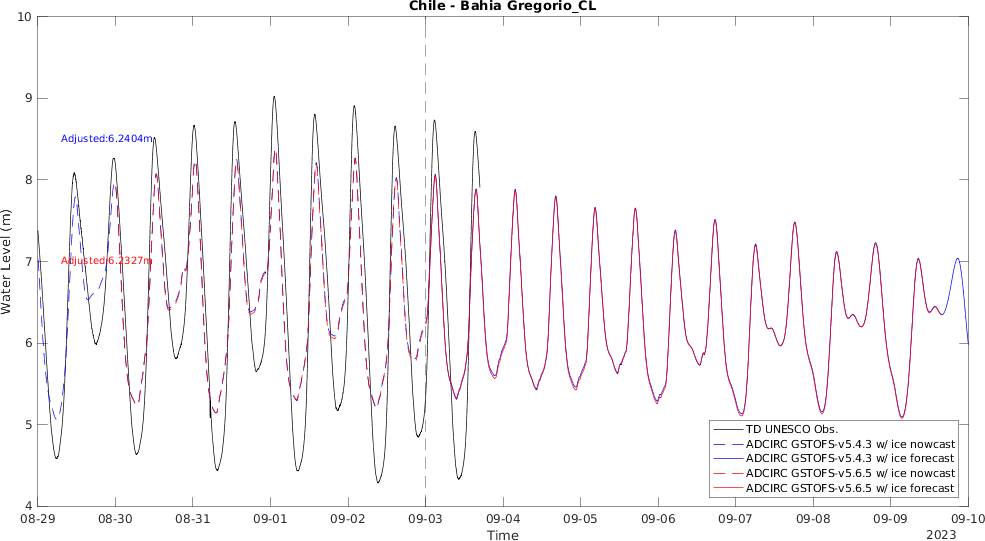 Chile - Bahia Gregorio_CL
Water Level (m)
10
9
8
7
6
5
4
Adjusted:6.2404m
Adjusted:6.2327m
TD UNESCO Obs.
ADCIRC GSTOFS-v5.4.3 w/ ice nowcast
ADCIRC GSTOFS-v5.4.3 w/ ice forecast
ADCIRC GSTOFS-v5.6.5 w/ ice nowcast
ADCIRC GSTOFS-v5.6.5 w/ ice forecast
08-29 08-30 08-31 09-01 09-02 09-03 09-04 09-05 09-06 09-07 09-08 09-09 09-10
Time
2023